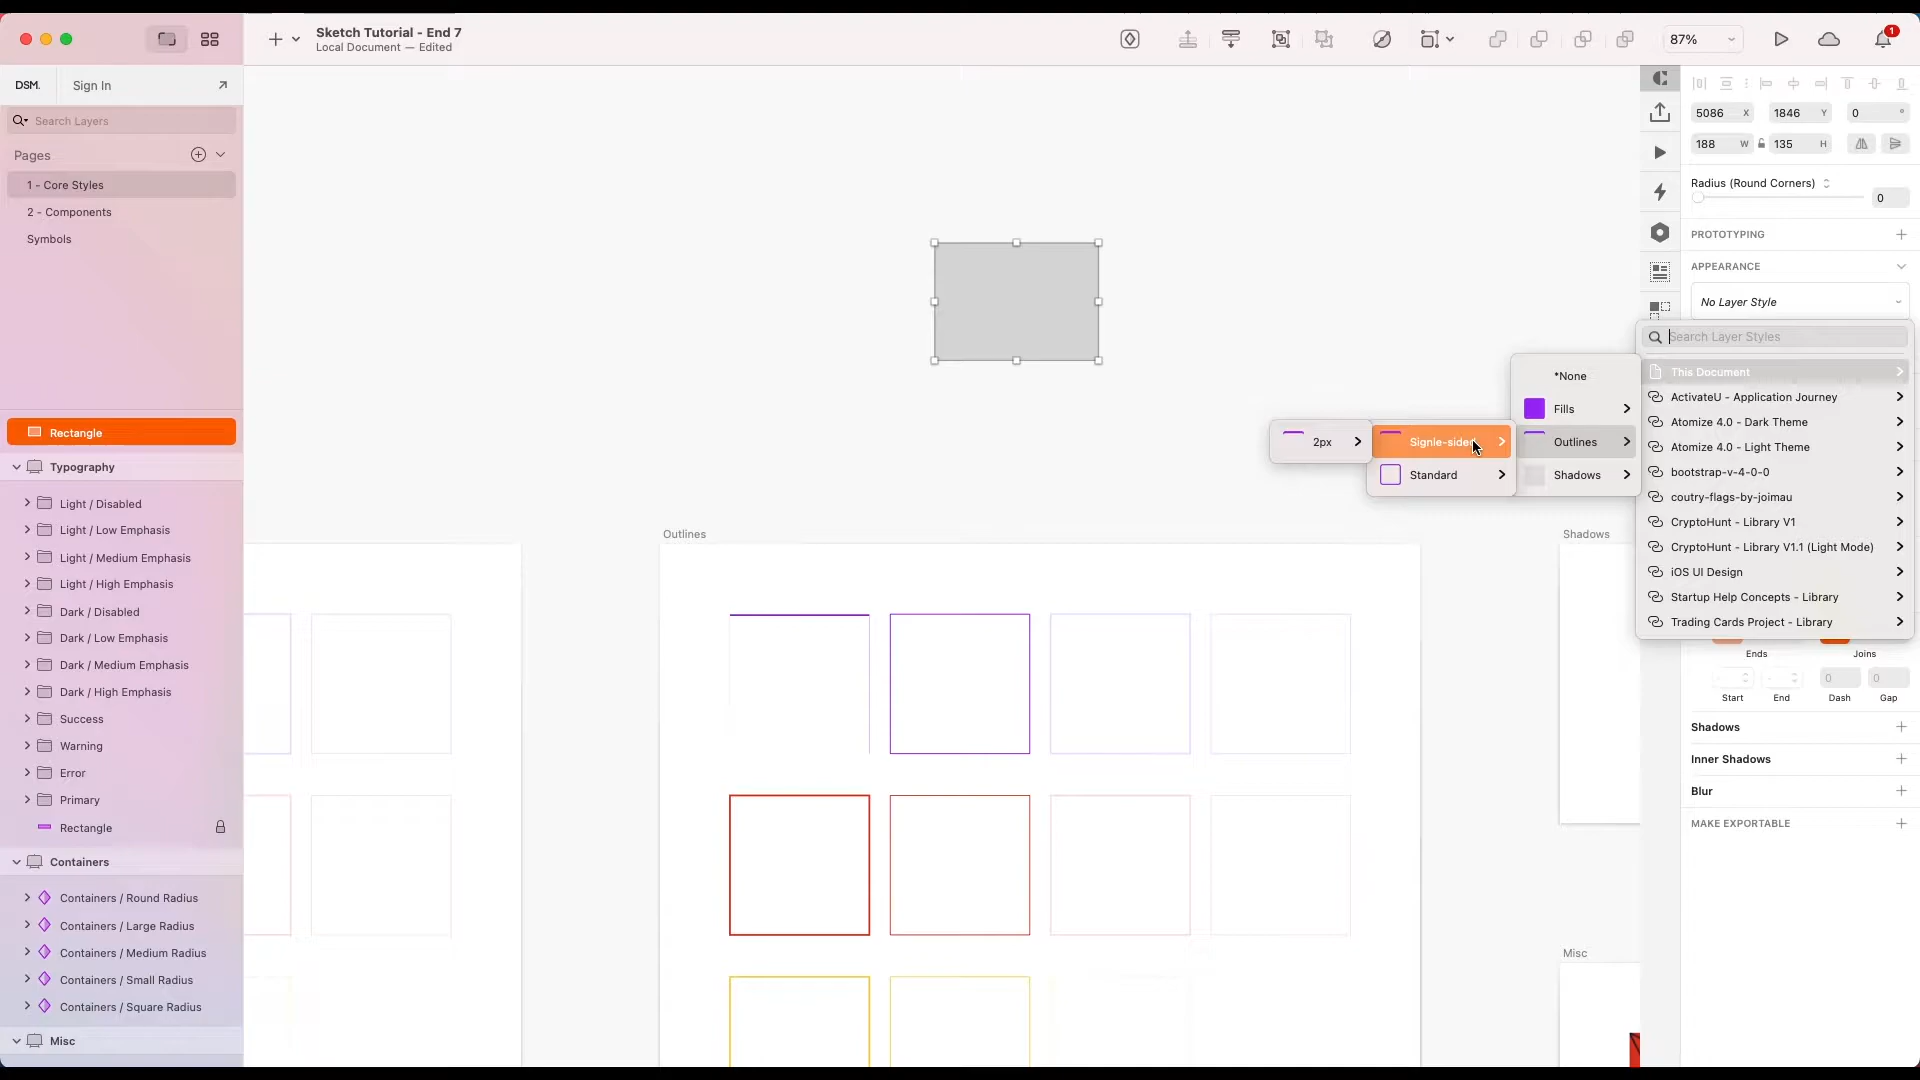 Sketch Tutorial - End 7
Local Document — Edited
87%
1
DSM.
Sign In
Search Layers
Pages
1 - Core Styles
2 - Components
Symbols
Rectangle
Typography
Light / Disabled
Light / Low Emphasis
Light / Medium Emphasis
Light / High Emphasis
Dark / Disabled
Dark / Low Emphasis
Dark / Medium Emphasis
Dark / High Emphasis
Success
Warning
Error
Primary
Rectangle
Containers
Containers / Round Radius
Containers / Large Radius
Containers / Medium Radius
Containers / Small Radius
Containers / Square Radius
Misc
Outlines
Shadows
Misc
2px
Signle-sided
Standard
*None
Fills
Outlines
Shadows
5086 X 1846 Y 0 °
188 W 135 H
Radius (Round Corners)
0
PROTOTYPING
APPEARANCE
No Layer Style
Search Layer Styles
This Document
ActivateU - Application Journey
Atomize 4.0 - Dark Theme
Atomize 4.0 - Light Theme
bootstrap-v-4-0-0
coutry-flags-by-joimau
CryptoHunt - Library V1
CryptoHunt - Library V1.1 (Light Mode)
iOS UI Design
Startup Help Concepts - Library
Trading Cards Project - Library
Ends Joins
- - 0 0
Start End Dash Gap
Shadows
Inner Shadows
Blur
MAKE EXPORTABLE